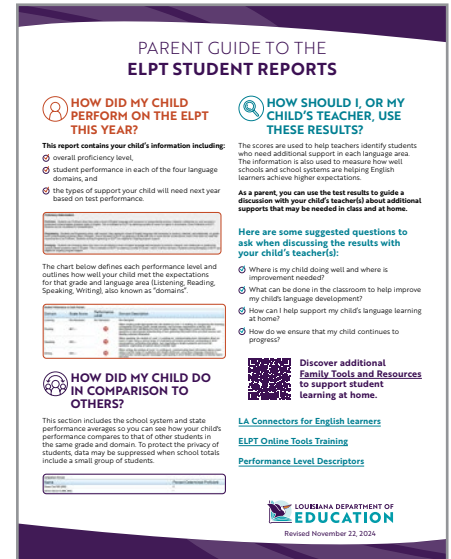 PARENT GUIDE TO THE
ELPT STUDENT REPORTS
HOW DID MY CHILD
PERFORM ON THE ELPT
THIS YEAR?
This report contains your child's information including:
overall proficiency level,
student performance in each of the four language
domains, and
the types of support your child will need next year
based on test performance.
The chart below defines each performance level and
outlines how well your child met the expectations
for that grade and language area (Listening, Reading,
Speaking, Writing), also known as "domains".
HOW DID MY CHILD DO
IN COMPARISON TO
OTHERS?
This section includes the school system and state
performance averages so you can see how your child's
performance compares to that of other students in
the same grade and domain. To protect the privacy of
students, data may be suppressed when school totals
include a small group of students.
HOW SHOULD I, OR MY
CHILD'S TEACHER, USE
THESE RESULTS?
The scores are used to help teachers identify students
who need additional support in each language area.
The information is also used to measure how well
schools and school systems are helping English
learners achieve higher expectations.
As a parent, you can use the test results to guide a
discussion with your child's teacher(s) about additional
supports that may be needed in class and at home.
Here are some suggested questions to
ask when discussing the results with
your child's teacher(s):
Where is my child doing well and where is
improvement needed?
What can be done in the classroom to help improve
my child's language development?
How can I help support my child's language learning
at home?
How do we ensure that my child continues to
progress?
Discover additional
Family Tools and Resources
to support student
learning at home.
LA Connectors for English learners
ELPT Online Tools Training
Performance Level Descriptors
LOUISIANA DEPARTMENT OF
EDUCATION
Revised November 22, 2024